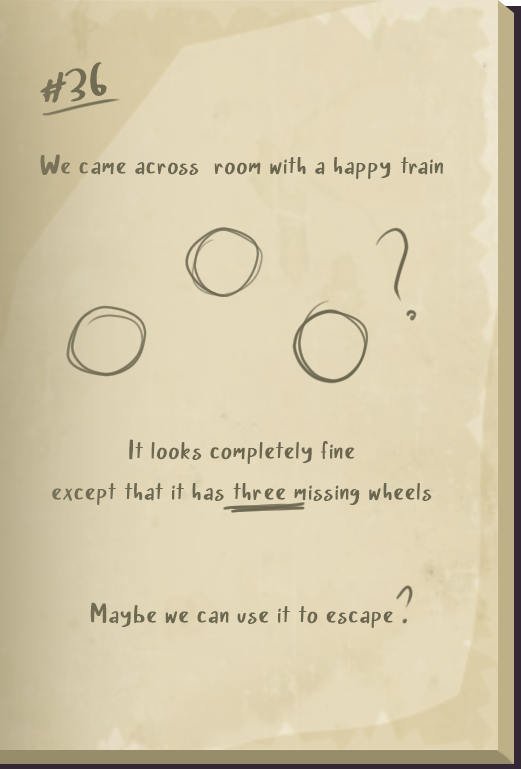 #36
We came across room with a happy train
?
It looks completely fine
except that it has three missing wheels
Maybe we can use it to escape?